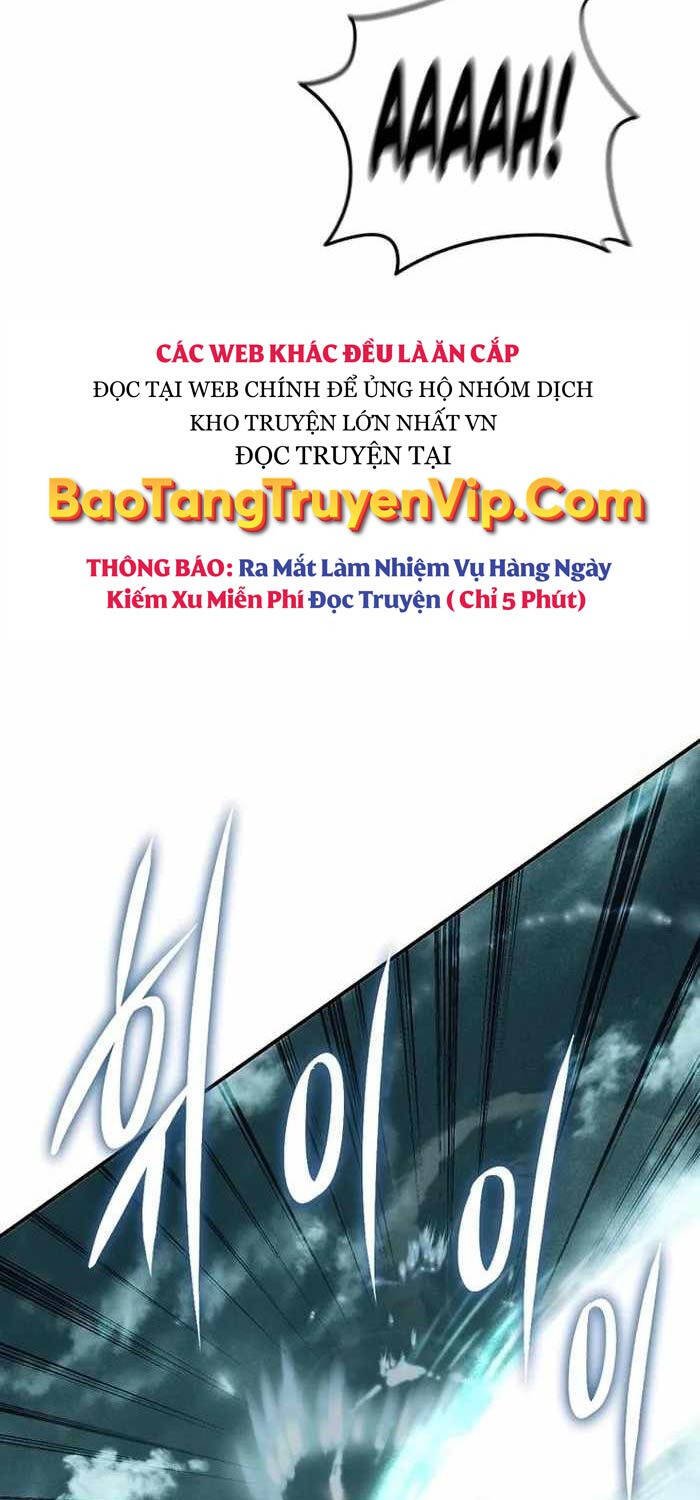 AAAAH!
CÁC WEB KHÁC ĐỀU LÀ ĂN CẮP
ĐỌC TẠI WEB CHÍNH ĐỂ ỦNG HỘ NHÓM DỊCH
KHO TRUYỆN LỚN NHẤT VN
ĐỌC TRUYỆN TẠI
BaoTangTruyenVip.Com
THÔNG BÁO: Ra Mắt Làm Nhiệm Vụ Hàng Ngày
Kiếm Xu Miễn Phí Đọc Truyện ( Chỉ 5 Phút)
휘이이이